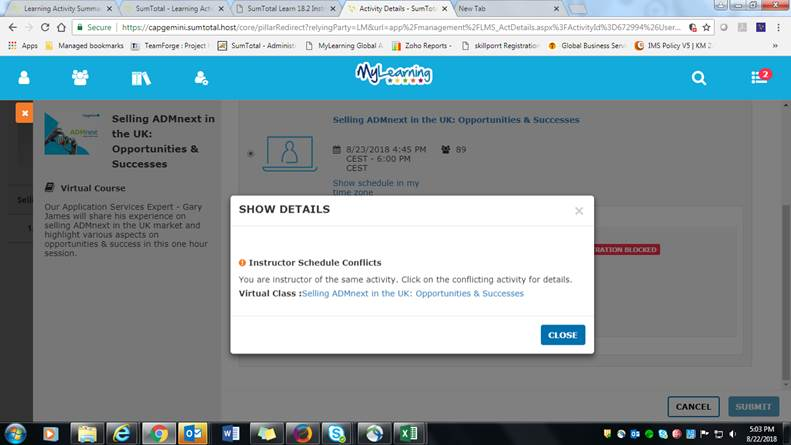 Learning Activity Summa
SumTotal - Learning Acti
SumTotal Learn 18.2 Inst
Activity Details - SumTot
New Tab
Secure | https://capgemini.sumtotal.host/core/pillarRedirect?relyingParty=LM&url=app%2Fmanagement%2FLMS_ActDetails.aspx%3FActivityId%3D672994%26User...
Apps
Managed bookmarks
TeamForge : Project H
SumTotal - Administr
MyLearning Global A
Zoho Reports -
skillporrt Registration
Global Business Serv
IMS Policy V5 | KM 2
MyLearning
2
Selling ADMnext in
the UK:
Opportunities &
Successes
ADMnext
Virtual Course
Our Application Services Expert - Gary
James will share his experience on
selling ADMnext in the UK market and
highlight various aspects on
opportunities & success in this one hour
session.
Selling ADMnext in the UK: Opportunities & Successes
8/23/2018 4:45 PM
CEST - 6:00 PM
CEST
89
Show schedule in my
time zone
RATION BLOCKED
SHOW DETAILS
Instructor Schedule Conflicts
You are instructor of the same activity. Click on the conflicting activity for details.
Virtual Class :Selling ADMnext in the UK: Opportunities & Successes
CLOSE
CANCEL
SUBMIT
5:03 PM
8/22/2018